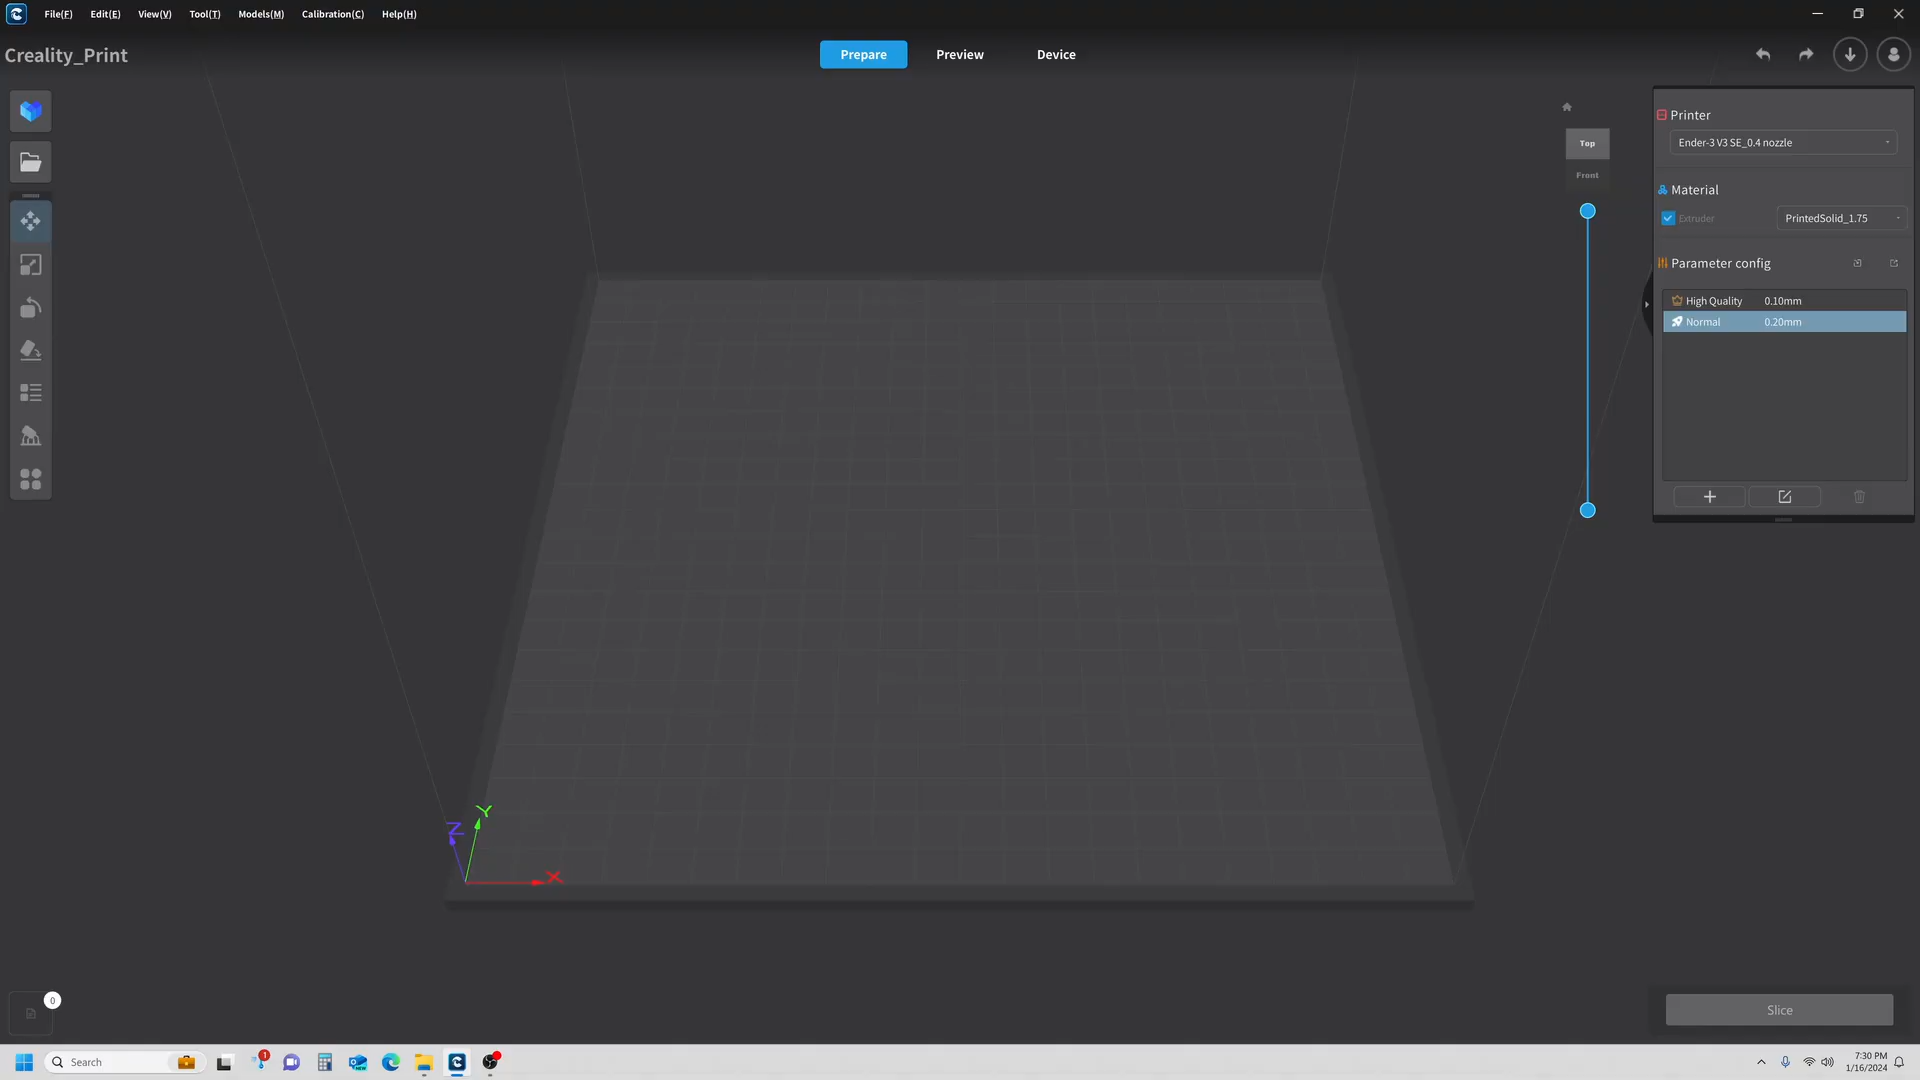 File(F) Edit(E) View(V) Tool(T) Models(M) Calibration(C) Help(H)
Creality_Print
Prepare Preview Device
Top
Front
Printer
Ender-3 V3 SE_0.4 nozzle
Material
Extruder PrintedSolid_1.75
Parameter config
High Quality 0.10mm
Normal 0.20mm
Z
Y
X
0
Slice
Search
1
NEW
7:30 PM
1/16/2024